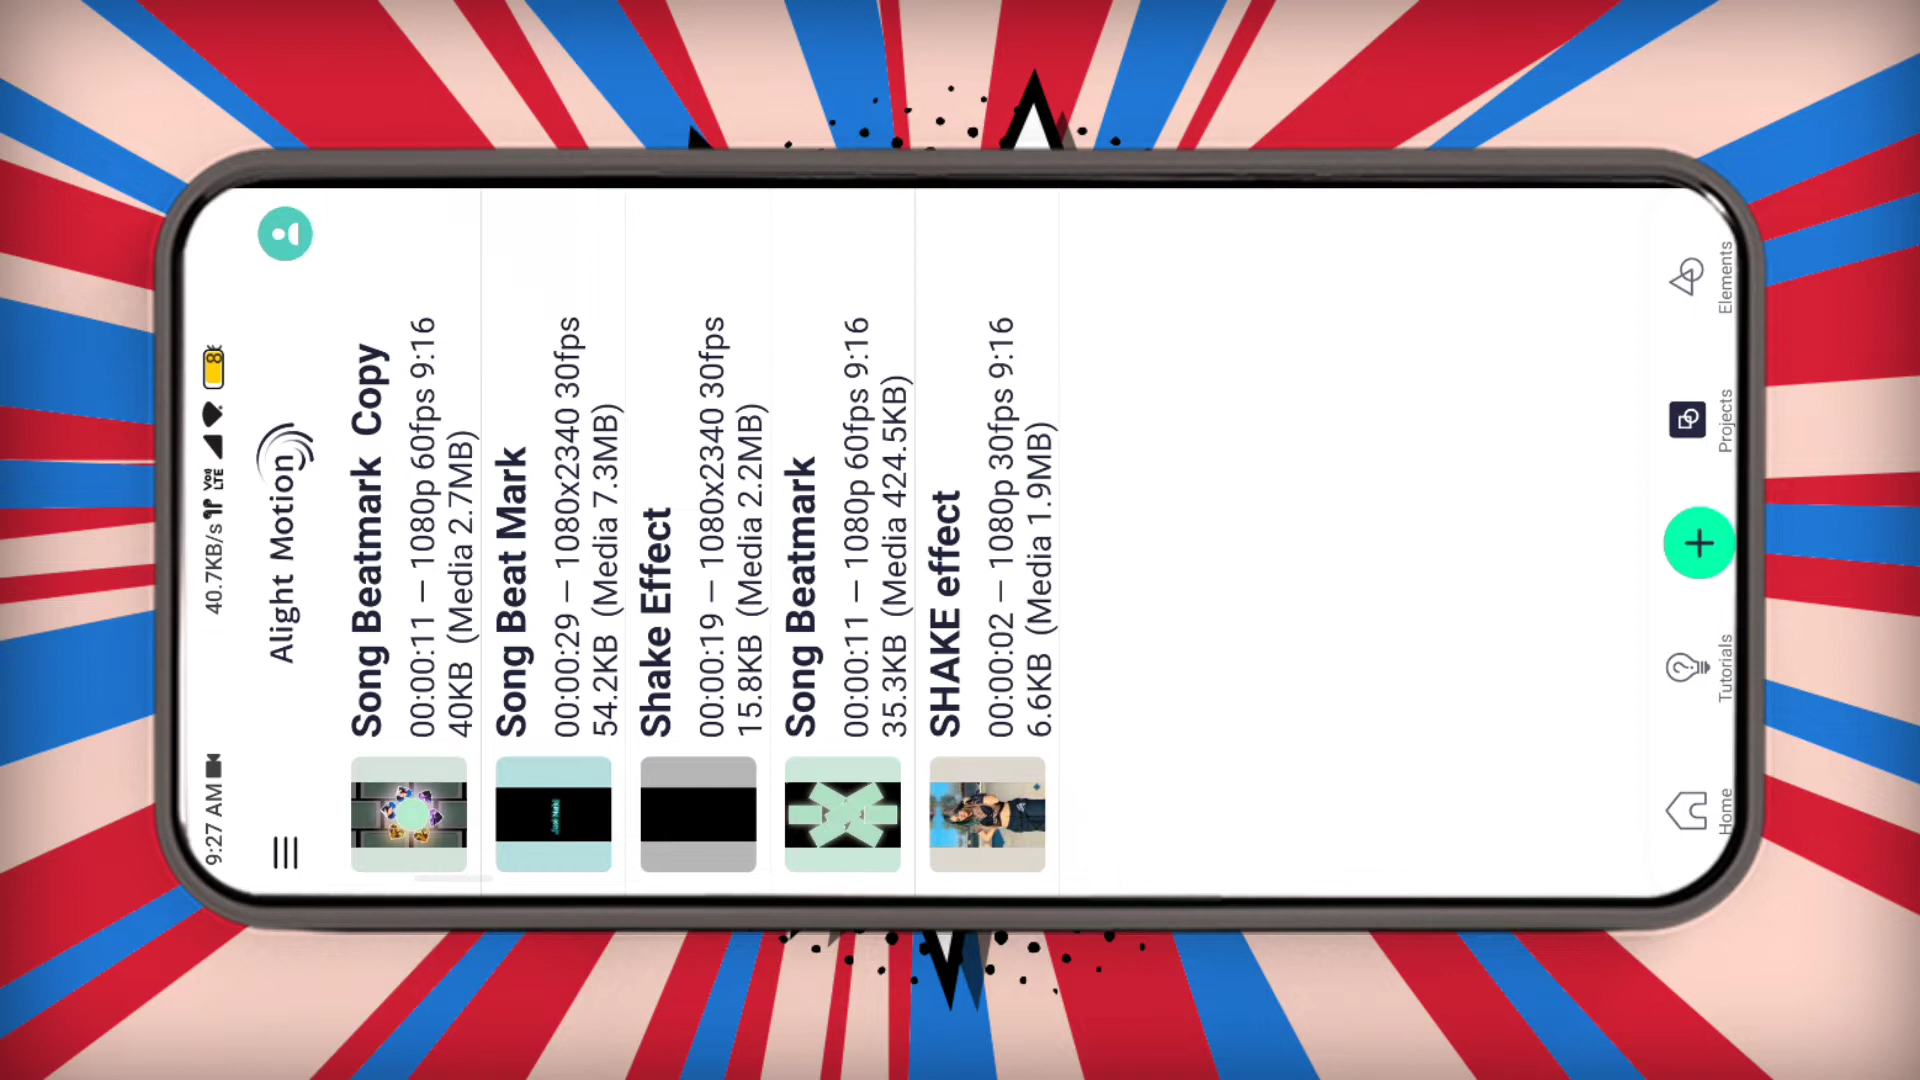 9:27 AM
40.7KB/s
Vo)
LTE
8
Alight Motion
Song Beatmark Copy
00:00:11 — 1080p 60fps 9:16
40KB (Media 2.7MB)
Song Beat Mark
00:00:29 — 1080x2340 30fps
54.2KB (Media 7.3MB)
Shake Effect
00:00:19 — 1080x2340 30fps
15.8KB (Media 2.2MB)
Song Beatmark
00:00:11 — 1080p 60fps 9:16
35.3KB (Media 424.5KB)
SHAKE effect
00:00:02 — 1080p 30fps 9:16
6.6KB (Media 1.9MB)
Home
Tutorials
Projects
Elements